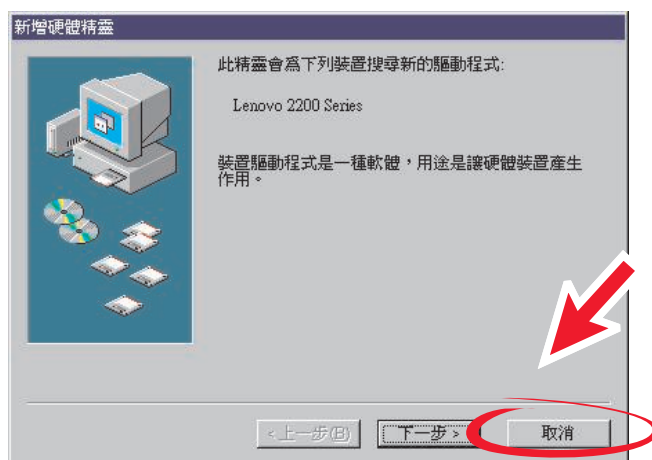 新增硬體精靈
此精靈會為下列裝置搜尋新的驅動程式:
Lenovo 2200 Series
裝置驅動程式是一種軟體，用途是讓硬體裝置產生
作用。
<上一步(B)
下一步>
取消